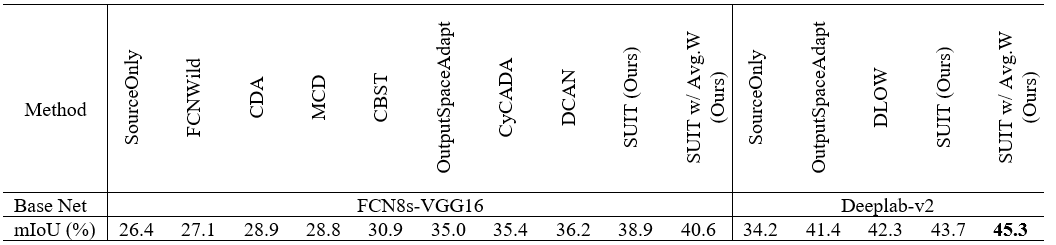 Method SourceOnly FCNWild CDA MCD CBST OutputSpaceAdapt CyCADA DCAN SUIT (Ours) SUIT w/ Avg.W (Ours) SourceOnly OutputSpaceAdapt DLOW SUIT (Ours) SUIT w/ Avg.W (Ours)
Base Net FCN8s-VGG16 Deeplab-v2
mIoU (%) 26.4 27.1 28.9 28.8 30.9 35.0 35.4 36.2 38.9 40.6 34.2 41.4 42.3 43.7 45.3